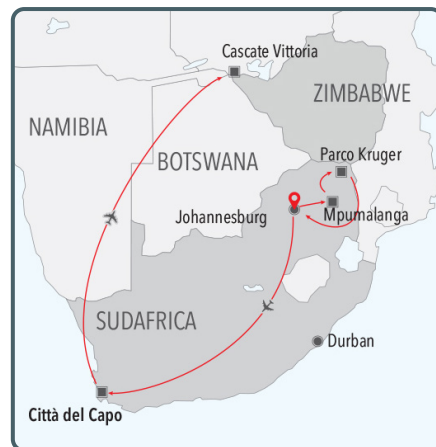 Cascate Vittoria
ZIMBABWE
NAMIBIA
Parco Kruger
BOTSWANA
Johannesburg
Mpumalanga
SUDAFRICA
Durban
Città del Capo